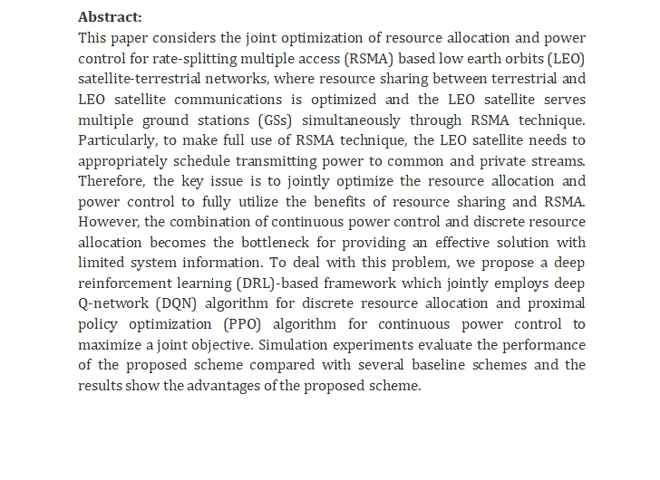 Abstract:
This paper considers the joint optimization of resource allocation and power
control for rate-splitting multiple access (RSMA) based low earth orbits (LEO)
satellite-terrestrial networks, where resource sharing between terrestrial and
LEO satellite communications is optimized and the LEO satellite serves
multiple ground stations (GSs) simultaneously through RSMA technique.
Particularly, to make full use of RSMA technique, the LEO satellite needs to
appropriately schedule transmitting power to common and private streams.
Therefore, the key issue is to jointly optimize the resource allocation and
power control to fully utilize the benefits of resource sharing and RSMA.
However, the combination of continuous power control and discrete resource
allocation becomes the bottleneck for providing an effective solution with
limited system information. To deal with this problem, we propose a deep
reinforcement learning (DRL)-based framework which jointly employs deep
Q-network (DQN) algorithm for discrete resource allocation and proximal
policy optimization (PPO) algorithm for continuous power control to
maximize a joint objective. Simulation experiments evaluate the performance
of the proposed scheme compared with several baseline schemes and the
results show the advantages of the proposed scheme.